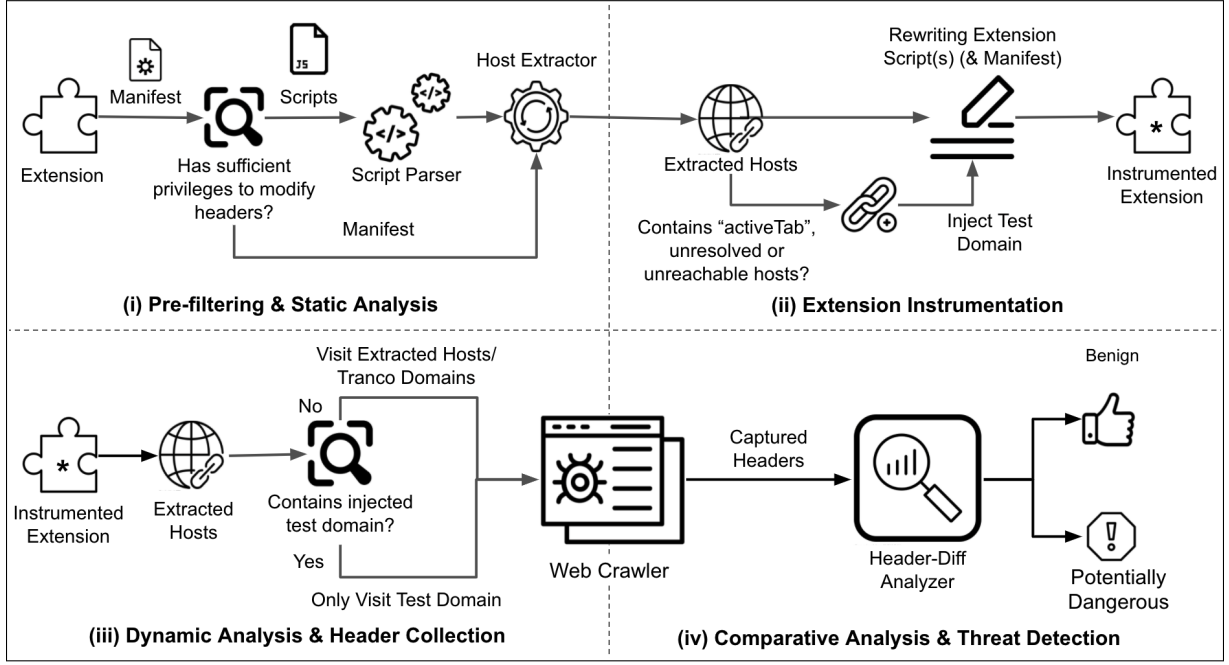 Manifest
JS
Scripts
Host Extractor
Extension
Has sufficient
privileges to modify
headers?
</>
</>
Script Parser
Manifest
(i) Pre-filtering & Static Analysis
Rewriting Extension
Script(s) (& Manifest)
Extracted Hosts
Contains “activeTab”,
unresolved or
unreachable hosts?
Inject Test
Domain
*
Instrumented
Extension
(ii) Extension Instrumentation
Visit Extracted Hosts/
Tranco Domains
No
*
Instrumented
Extension
Extracted
Hosts
Contains injected
test domain?
Yes
Only Visit Test Domain
Web Crawler
(iii) Dynamic Analysis & Header Collection
Captured
Headers
Header-Diff
Analyzer
Benign
!
Potentially
Dangerous
(iv) Comparative Analysis & Threat Detection